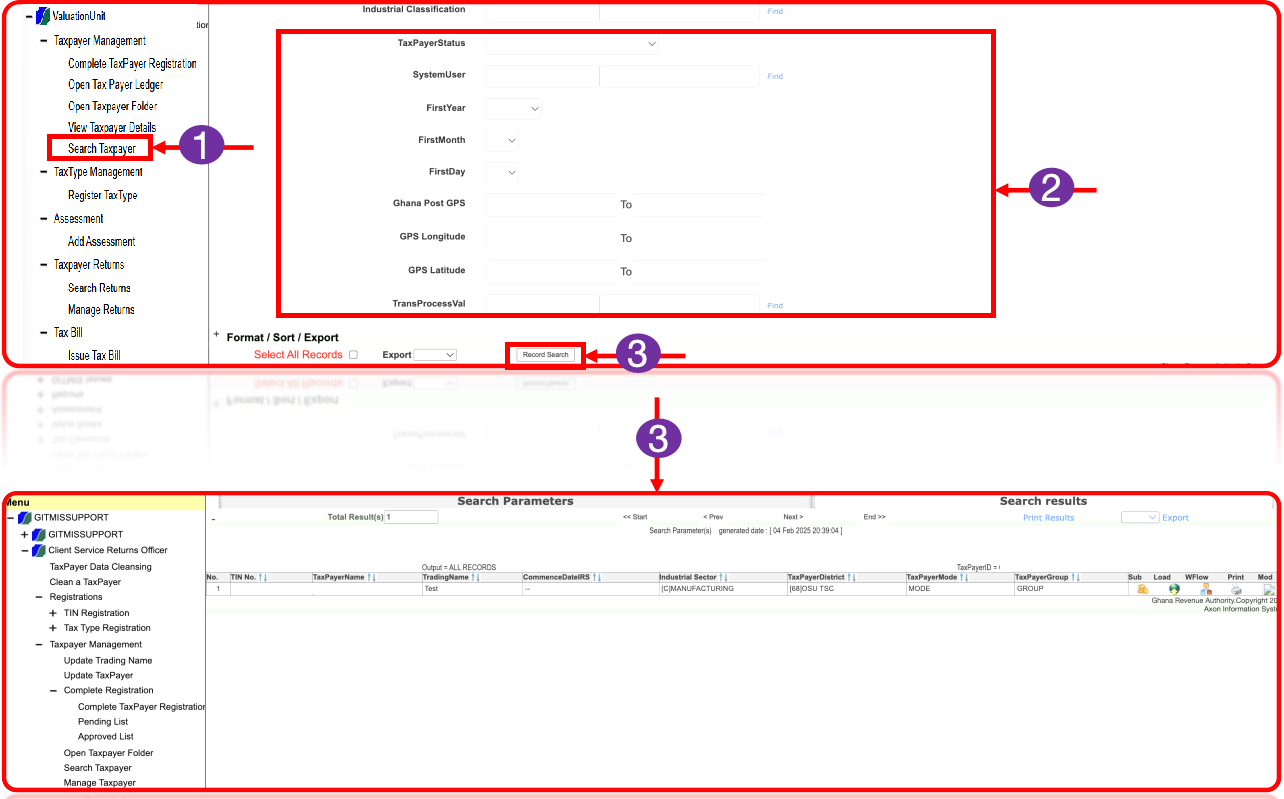 ValuationUnit
Taxpayer Management
Complete TaxPayer Registration
Open Tax Payer Ledger
Open Taxpayer Folder
View Taxpayer Details
Search Taxpayer
TaxType Management
Register TaxType
Assessment
Add Assessment
Taxpayer Returns
Search Returns
Manage Returns
Tax Bill
Issue Tax Bill
1
Industrial Classification Find
TaxPayerStatus
SystemUser Find
FirstYear
FirstMonth
FirstDay
Ghana Post GPS To
GPS Longitude To
GPS Latitude To
TransProcessVal Find
2
+ Format / Sort / Export
Select All Records Export Record Search
3
3
Menu
GITMISSUPPORT
GITMISSUPPORT
Client Service Returns Officer
TaxPayer Data Cleansing
Clean a TaxPayer
Registrations
TIN Registration
Tax Type Registration
Taxpayer Management
Update Trading Name
Update TaxPayer
Complete Registration
Complete TaxPayer Registration
Pending List
Approved List
Open Taxpayer Folder
Search Taxpayer
Manage Taxpayer
Search Parameters Search results
Total Result(s) 1 << Start < Prev Next > End >> Print Results Export
Search Parameter(s) generated date : [ 04 Feb 2025 20:39:04 ]
Output = ALL RECORDS TaxPayerID =
No. TIN No. ↑↓ TaxPayerName ↑↓ TradingName ↑↓ CommenceDateIRS ↑↓ Industrial Sector ↑↓ TaxPayerDistrict ↑↓ TaxPayerMode ↑↓ TaxPayerGroup ↑↓ Sub Load WFlow Print Mod
1 Test -- [C]MANUFACTURING [68]OSU TSC MODE GROUP
Ghana Revenue Authority.Copyright 20
Axon Information Syst